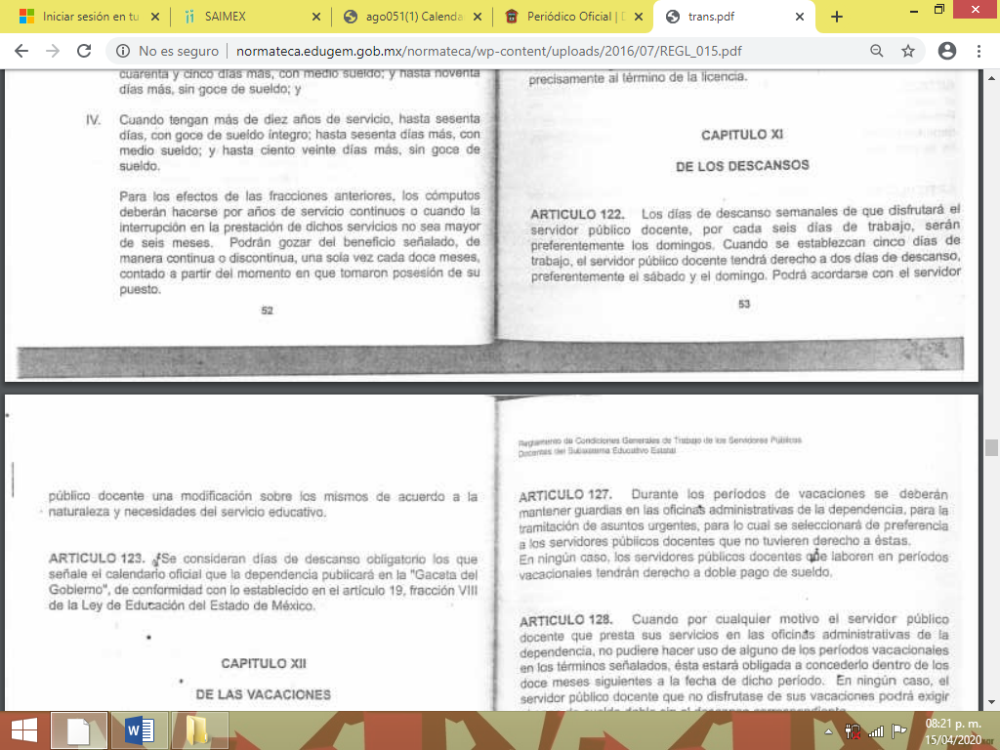 Iniciar sesión en tu
SAIMEX
ago051(1) Calenda
Periódico Oficial | D
trans.pdf
No es seguro | normateca.edugem.gob.mx/normateca/wp-content/uploads/2016/07/REGL_015.pdf
cuarenta y cinco días más, con medio sueldo; y hasta noventa
días más, sin goce de sueldo; y
IV. Cuando tengan más de diez años de servicio, hasta sesenta
días, con goce de sueldo íntegro; hasta sesenta días más, con
medio sueldo; y hasta ciento veinte días más, sin goce de
sueldo.
Para los efectos de las fracciones anteriores, los cómputos
deberán hacerse por años de servicio continuos o cuando la
interrupción en la prestación de dichos servicios no sea mayor
de seis meses. Podrán gozar del beneficio señalado, de
manera continua o discontinua, una sola vez cada doce meses,
contado a partir del momento en que tomaron posesión de su
puesto.
52
precisamente al término de la licencia.
CAPITULO XI
DE LOS DESCANSOS
ARTICULO 122. Los días de descanso semanales de que disfrutará el
servidor público docente, por cada seis días de trabajo, serán
preferentemente los domingos. Cuando se establezcan cinco días de
trabajo, el servidor público docente tendrá derecho a dos días de descanso,
preferentemente el sábado y el domingo. Podrá acordarse con el servidor
53
público docente una modificación sobre los mismos de acuerdo a la
naturaleza y necesidades del servicio educativo.
ARTICULO 123. Se consideran días de descanso obligatorio los que
señale el calendario oficial que la dependencia publicará en la "Gaceta del
Gobierno", de conformidad con lo establecido en el artículo 19, fracción VIII
de la Ley de Educación del Estado de México.
CAPITULO XII
DE LAS VACACIONES
Reglamento de Condiciones Generales de Trabajo de los Servidores Públicos
Docentes del Subsistema Educativo Estatal
ARTICULO 127. Durante los períodos de vacaciones se deberán
mantener guardias en las oficinas administrativas de la dependencia, para la
tramitación de asuntos urgentes, para lo cual se seleccionará de preferencia
a los servidores públicos docentes que no tuvieren derecho a éstas.
En ningún caso, los servidores públicos docentes que laboren en períodos
vacacionales tendrán derecho a doble pago de sueldo.
ARTICULO 128. Cuando por cualquier motivo el servidor público
docente que presta sus servicios en las oficinas administrativas de la
dependencia, no pudiere hacer uso de alguno de los períodos vacacionales
en los términos señalados, ésta estará obligada a concederlo dentro de los
doce meses siguientes a la fecha de dicho período. En ningún caso, el
servidor público docente que no disfrutase de sus vacaciones podrá exigir
08:21 p. m.
15/04/2020